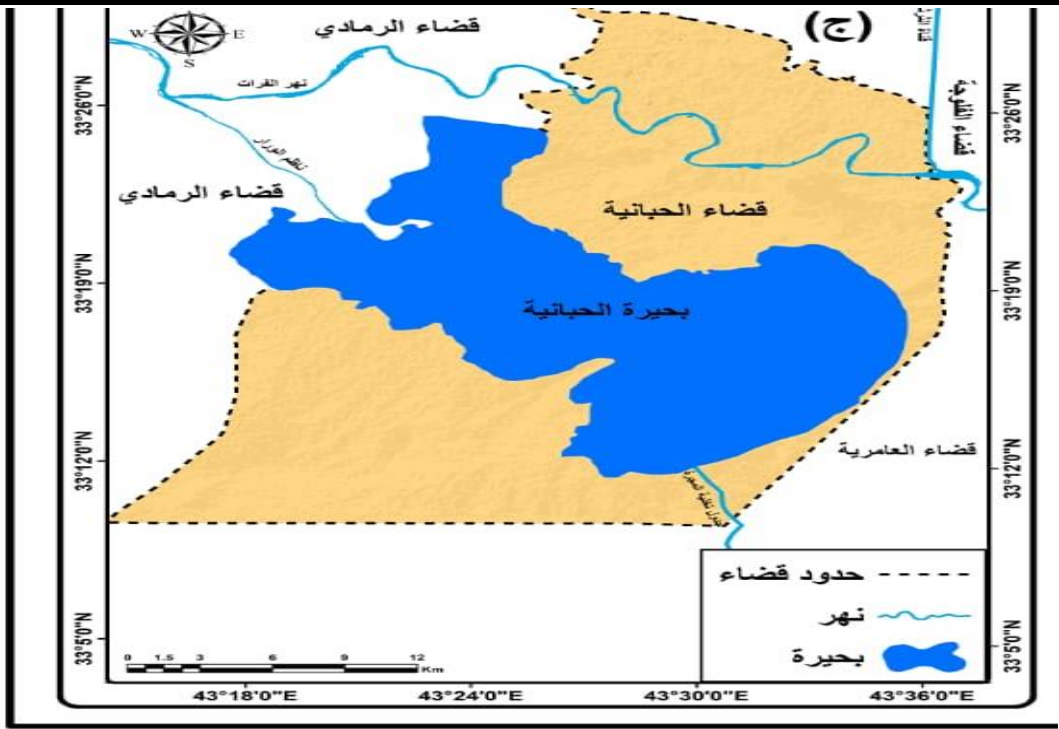 (ج)
W
E
S
قضاء الرمادي
نهر الفرات
ناظم الورار
قضاء الفلوجة
قضاء الرمادي
قضاء الحبانية
بحيرة الحبانية
قضاء العامرية
حدود قضاء
نهر
بحيرة
33°26'0"N
33°26'0"N
33°19'0"N
33°19'0"N
33°12'0"N
33°12'0"N
33°5'0"N
33°5'0"N
0 1.5 3 6 9 12
Km
43°18'0"E 43°24'0"E 43°30'0"E 43°36'0"E